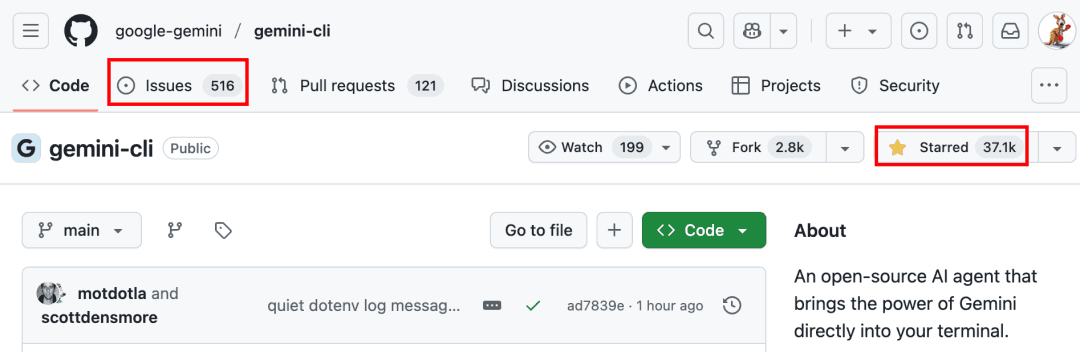 google-gemini / gemini-cli
Code Issues 516 Pull requests 121 Discussions Actions Projects Security
G gemini-cli Public Watch 199 Fork 2.8k Starred 37.1k
main Go to file Code About
motdotla and quiet dotenv log messag... ad7839e · 1 hour ago
scottdensmore
An open-source AI agent that
brings the power of Gemini
directly into your terminal.